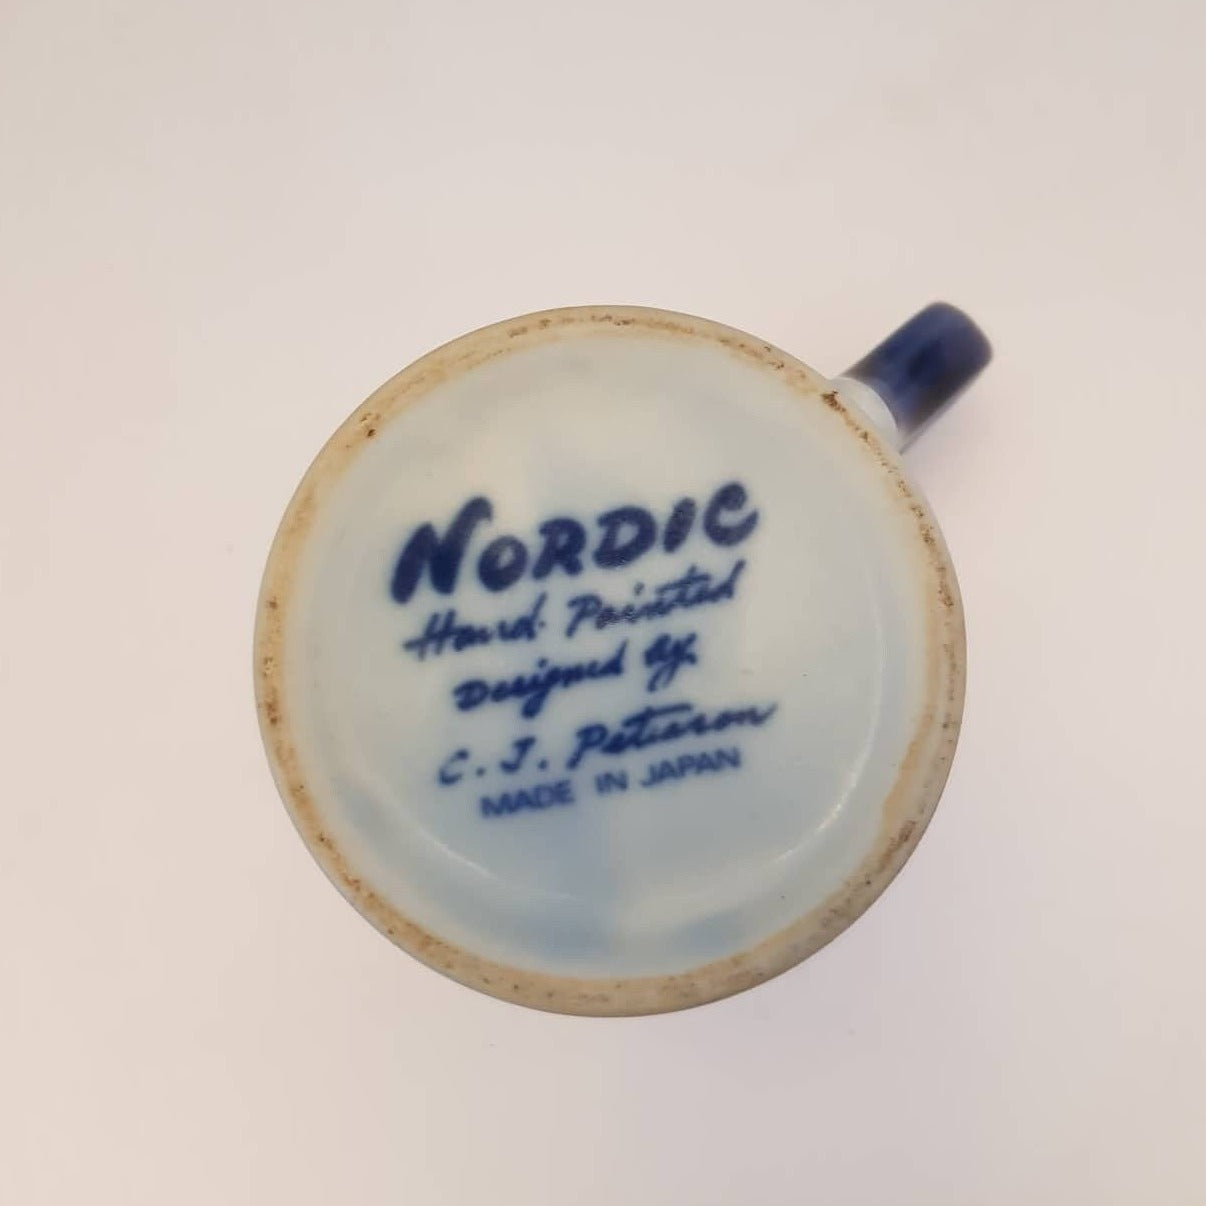 NORDIC
Hand Painted
Designed by.
C. J. Peterson
MADE IN JAPAN